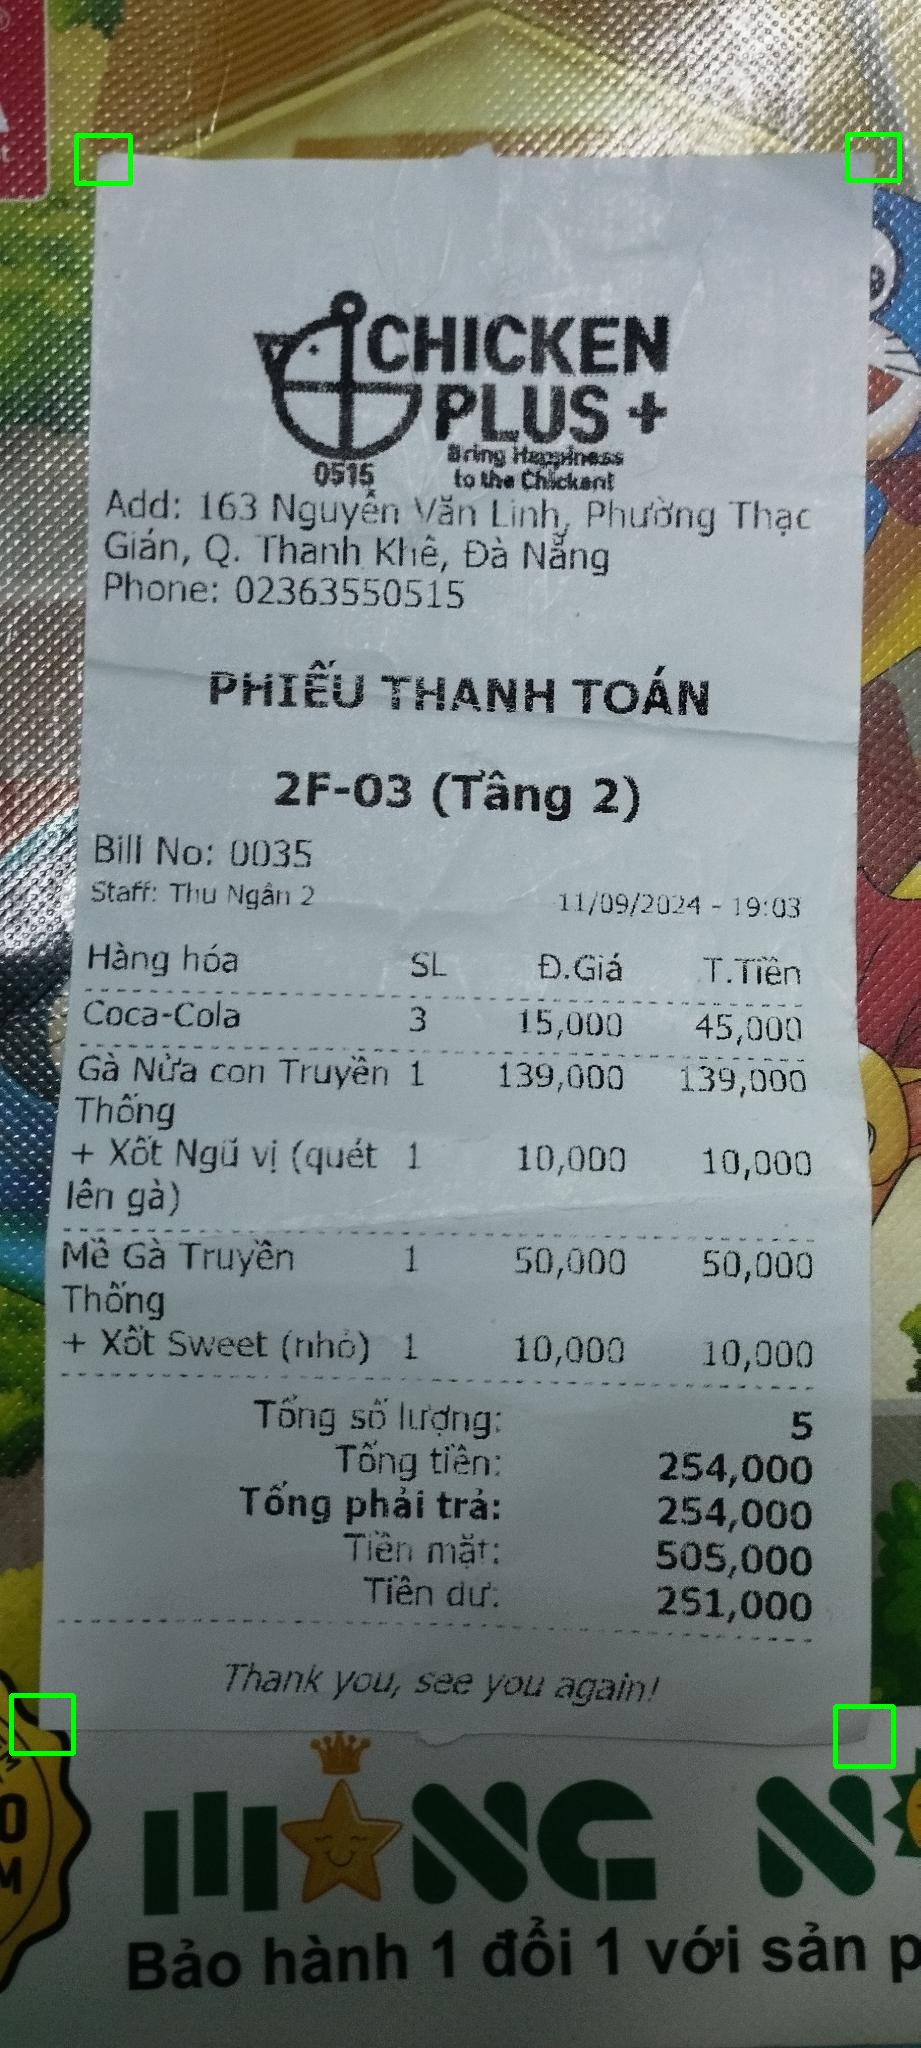 CHICKEN
PLUS +
Bring Happiness
to the Chicken!
0515
Add: 163 Nguyễn Văn Linh, Phường Thạc
Gián, Q. Thanh Khê, Đà Nẵng
Phone: 02363550515
PHIẾU THANH TOÁN
2F-03 (Tầng 2)
Bill No: 0035
Staff: Thu Ngân 2 11/09/2024 - 19:03
Hàng hóa SL Đ.Giá T.Tiền
Coca-Cola 3 15,000 45,000
Gà Nửa con Truyền 1 139,000 139,000
Thống
+ Xốt Ngũ vị (quét 1 10,000 10,000
lên gà)
Mề Gà Truyền 1 50,000 50,000
Thống
+ Xốt Sweet (nhỏ) 1 10,000 10,000
Tổng số lượng: 5
Tổng tiền: 254,000
Tổng phải trả: 254,000
Tiền mặt: 505,000
Tiền dư: 251,000
Thank you, see you again!
Bảo hành 1 đổi 1 với sản